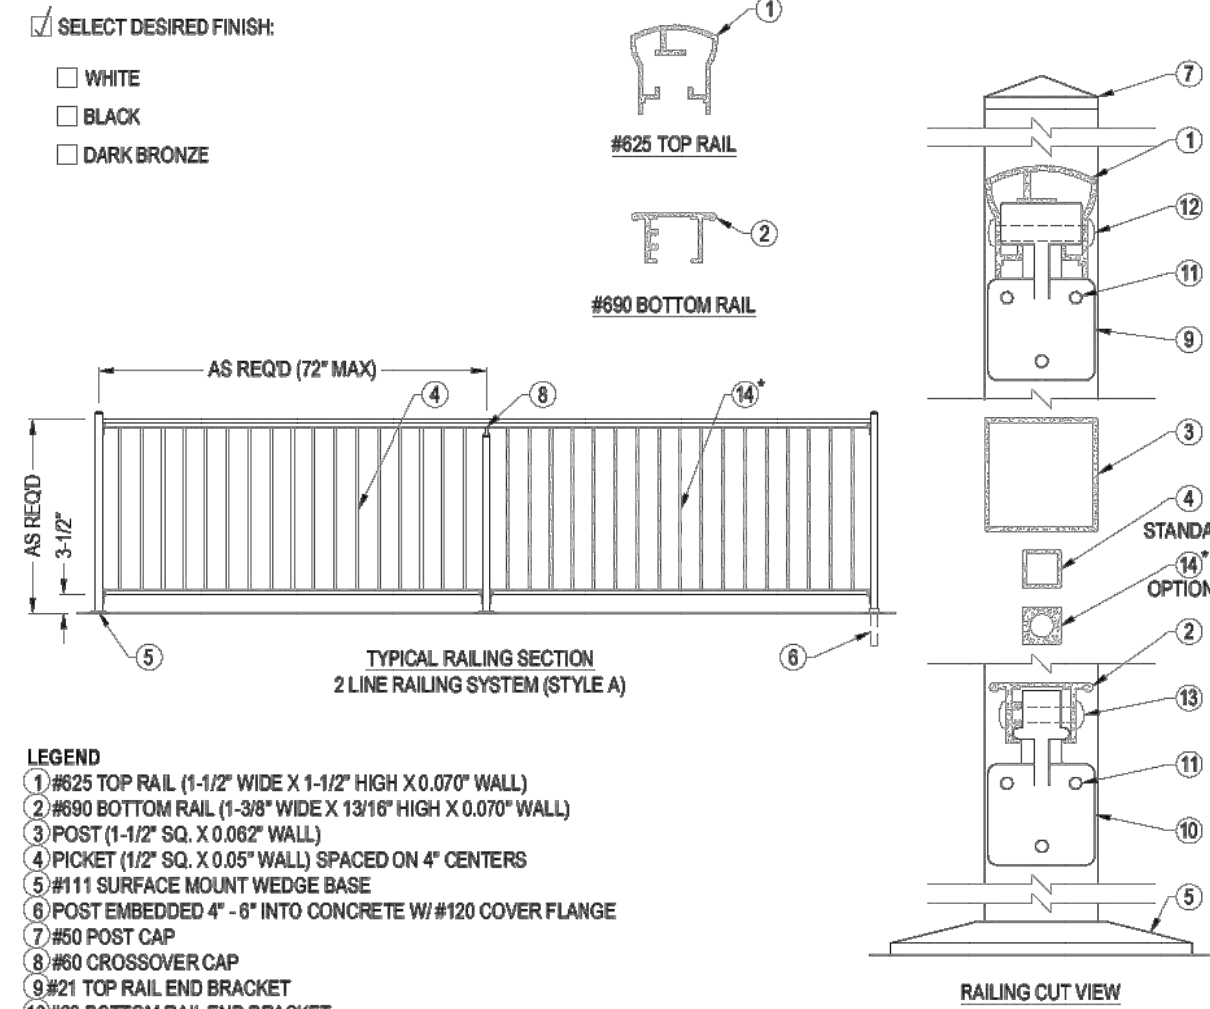 SELECT DESIRED FINISH:
WHITE
BLACK
DARK BRONZE
1
#625 TOP RAIL
2
#690 BOTTOM RAIL
AS REQ'D (72" MAX)
4
8
14*
AS REQ'D
3-1/2"
5
6
TYPICAL RAILING SECTION
2 LINE RAILING SYSTEM (STYLE A)
7
1
12
11
9
3
4
STANDA
14*
OPTION
2
13
11
10
5
RAILING CUT VIEW
LEGEND
1 #625 TOP RAIL (1-1/2" WIDE X 1-1/2" HIGH X 0.070" WALL)
2 #690 BOTTOM RAIL (1-3/8" WIDE X 13/16" HIGH X 0.070" WALL)
3 POST (1-1/2" SQ. X 0.062" WALL)
4 PICKET (1/2" SQ. X 0.05" WALL) SPACED ON 4" CENTERS
5 #111 SURFACE MOUNT WEDGE BASE
6 POST EMBEDDED 4" - 6" INTO CONCRETE W/ #120 COVER FLANGE
7 #50 POST CAP
8 #60 CROSSOVER CAP
9 #21 TOP RAIL END BRACKET
BOTTOM RAIL END BRACKET